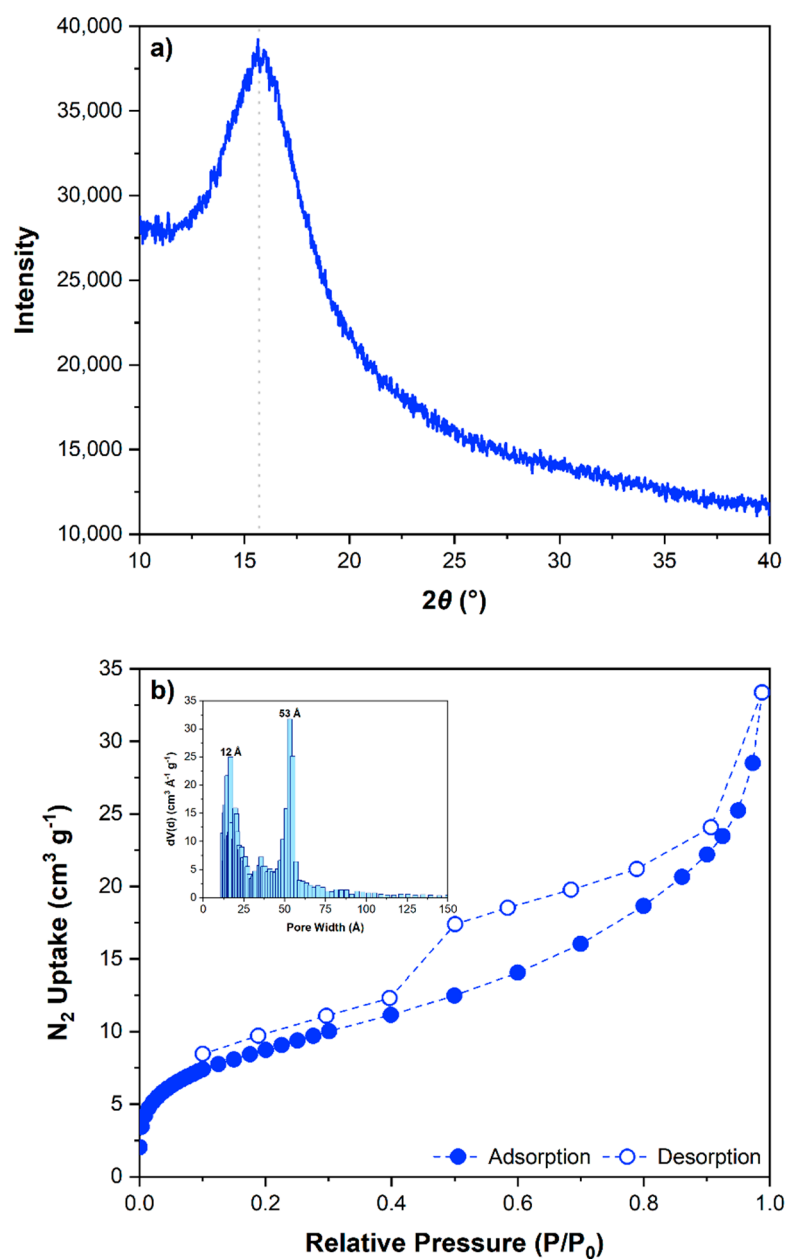 a)
40,000
35,000
30,000
25,000
20,000
15,000
10,000
Intensity
10 15 20 25 30 35 40
2θ (°)
b)
35
30
25
20
15
10
5
0
N₂ Uptake (cm³ g⁻¹)
35
30
25
20
15
10
5
0
dV(d) (cm³ A⁻¹ g⁻¹)
12 Å
53 Å
0 25 50 75 100 125 150
Pore Width (Å)
Adsorption Desorption
0.0 0.2 0.4 0.6 0.8 1.0
Relative Pressure (P/P₀)